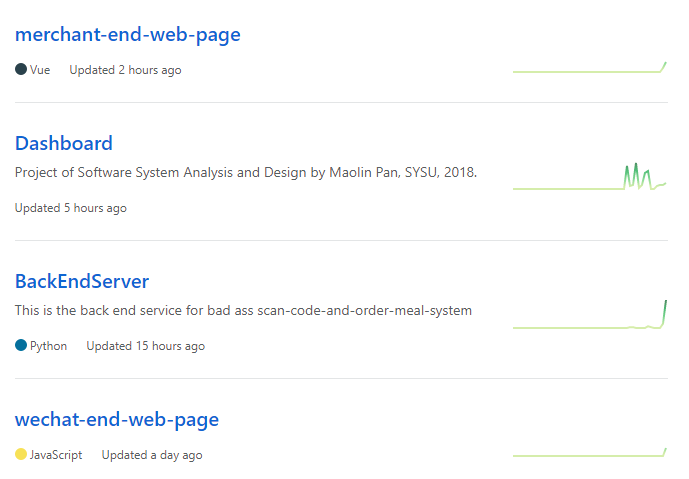 merchant-end-web-page
Vue Updated 2 hours ago
Dashboard
Project of Software System Analysis and Design by Maolin Pan, SYSU, 2018.
Updated 5 hours ago
BackEndServer
This is the back end service for bad ass scan-code-and-order-meal-system
Python Updated 15 hours ago
wechat-end-web-page
JavaScript Updated a day ago